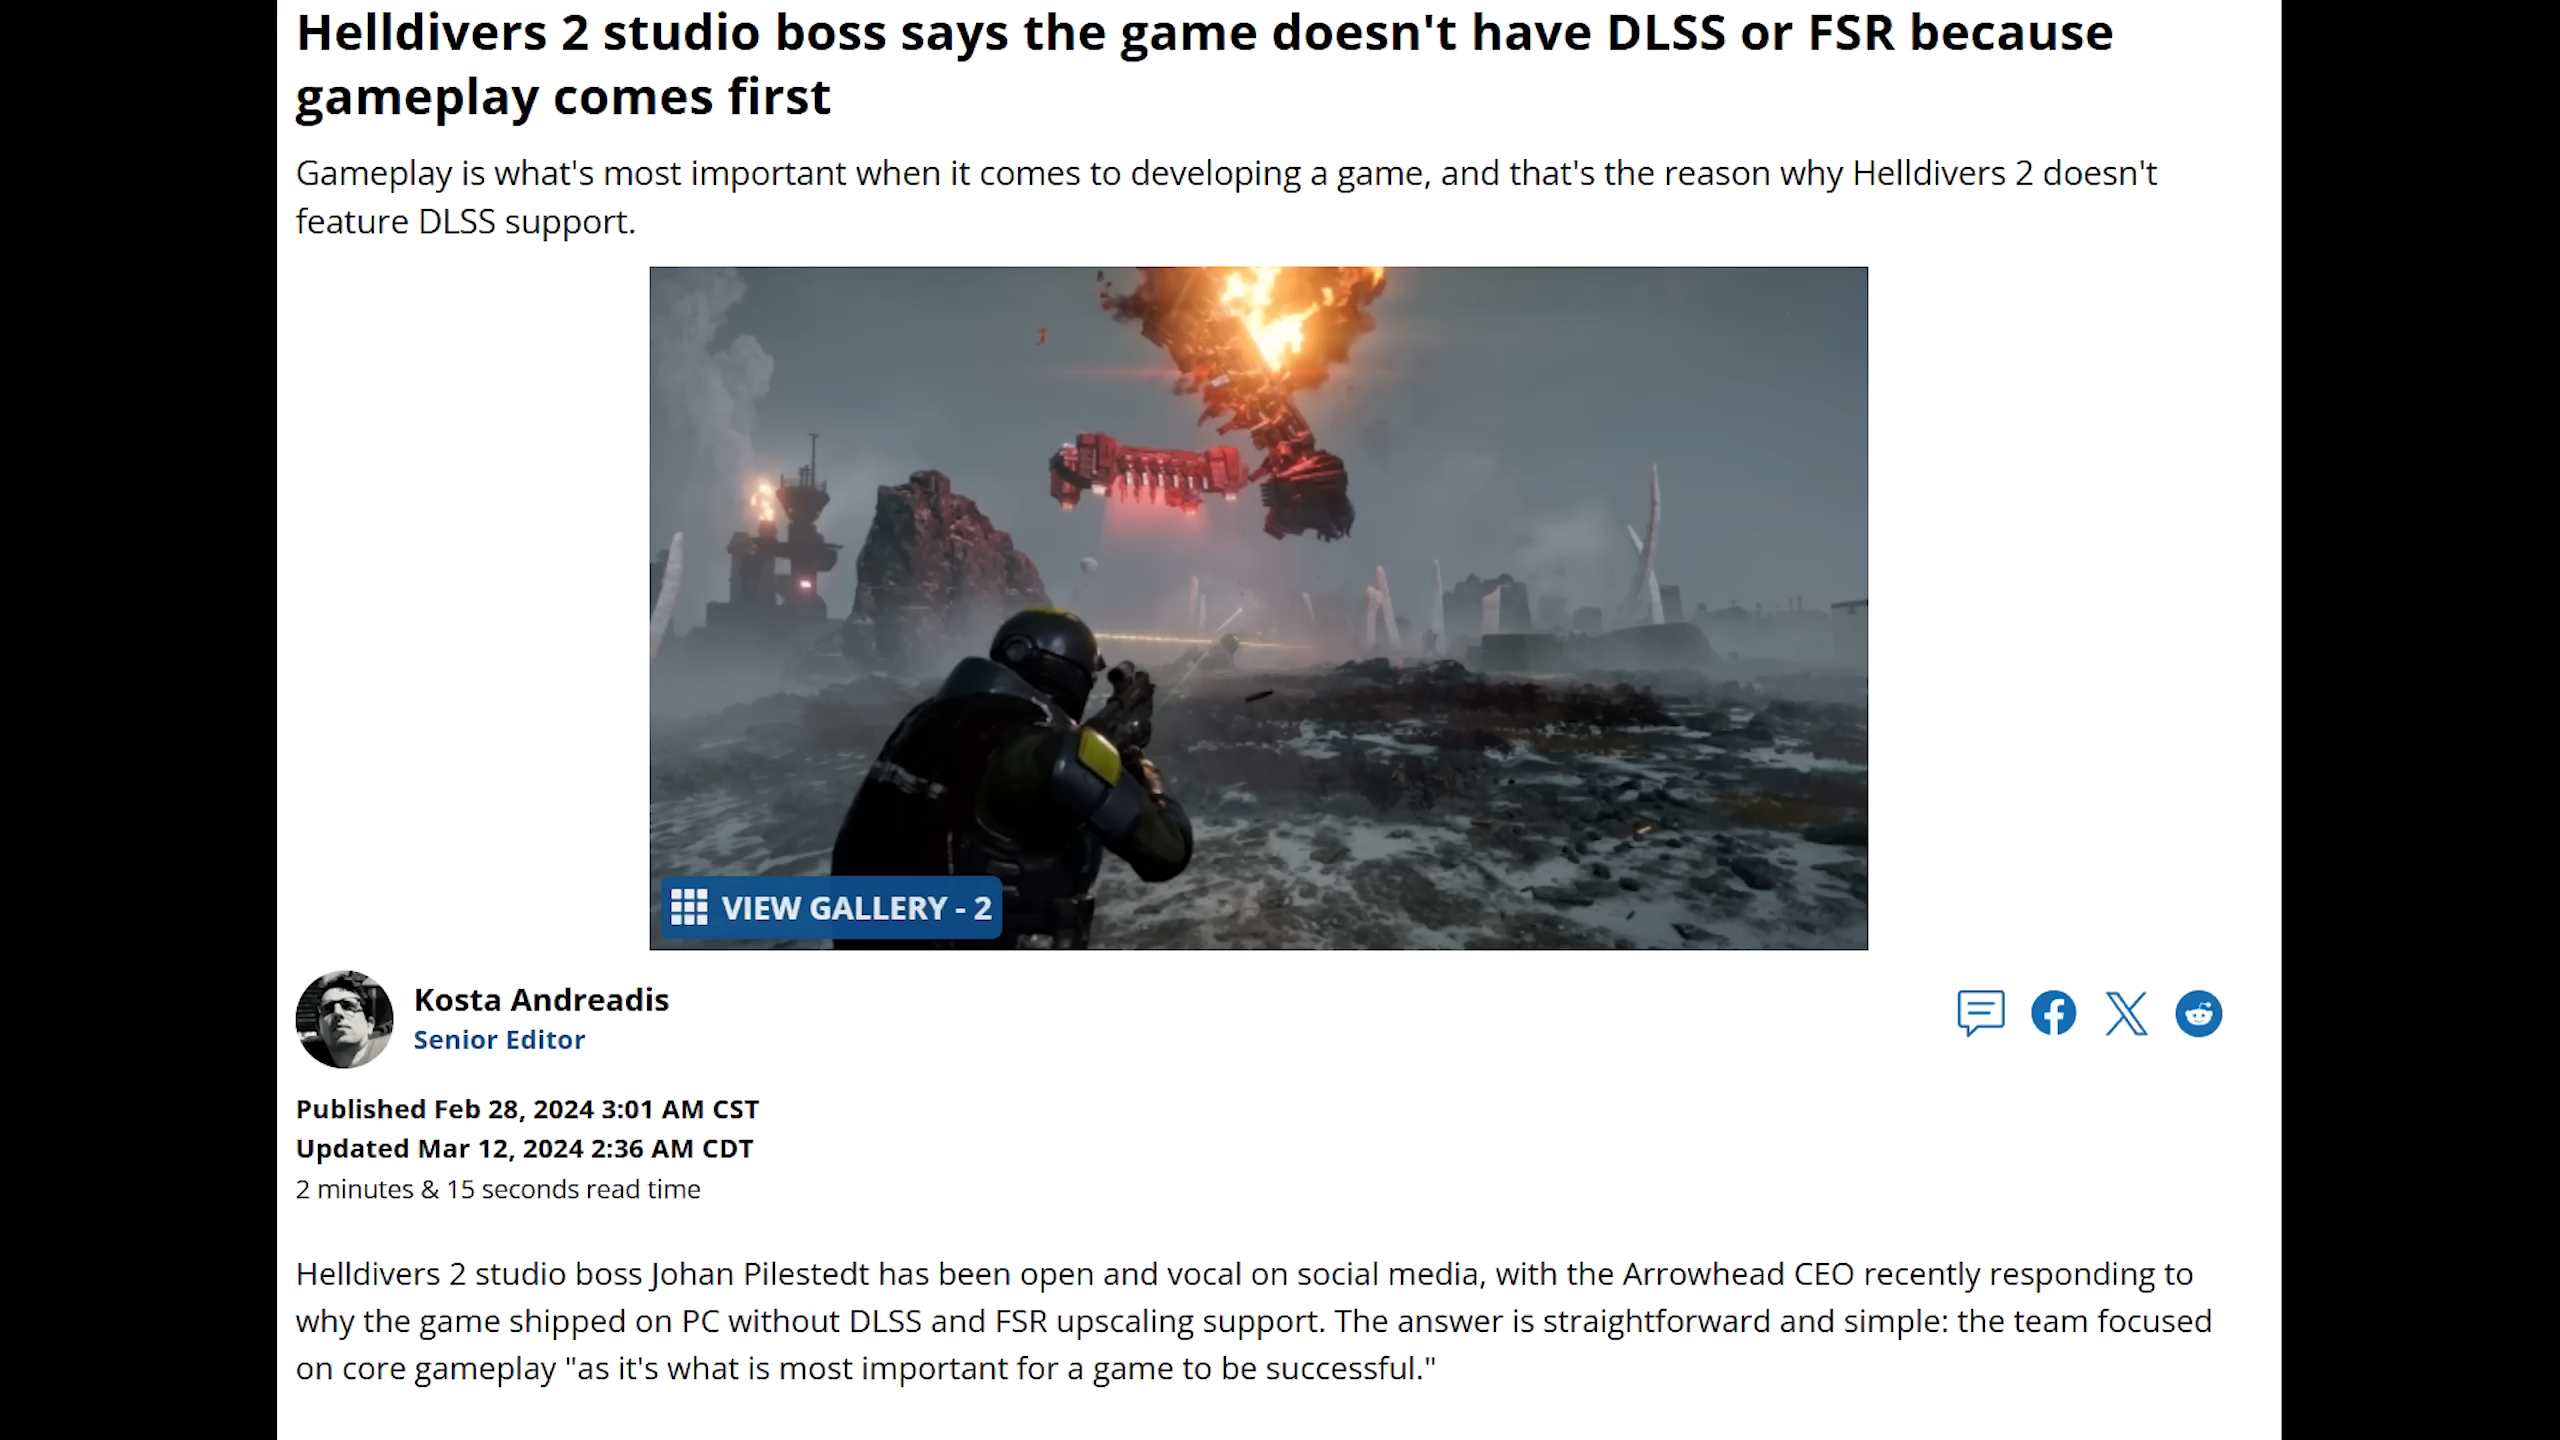 Helldivers 2 studio boss says the game doesn't have DLSS or FSR because
gameplay comes first
Gameplay is what's most important when it comes to developing a game, and that's the reason why Helldivers 2 doesn't
feature DLSS support.
VIEW GALLERY - 2
Kosta Andreadis
Senior Editor
Published Feb 28, 2024 3:01 AM CST
Updated Mar 12, 2024 2:36 AM CDT
2 minutes & 15 seconds read time
Helldivers 2 studio boss Johan Pilestedt has been open and vocal on social media, with the Arrowhead CEO recently responding to
why the game shipped on PC without DLSS and FSR upscaling support. The answer is straightforward and simple: the team focused
on core gameplay "as it's what is most important for a game to be successful."